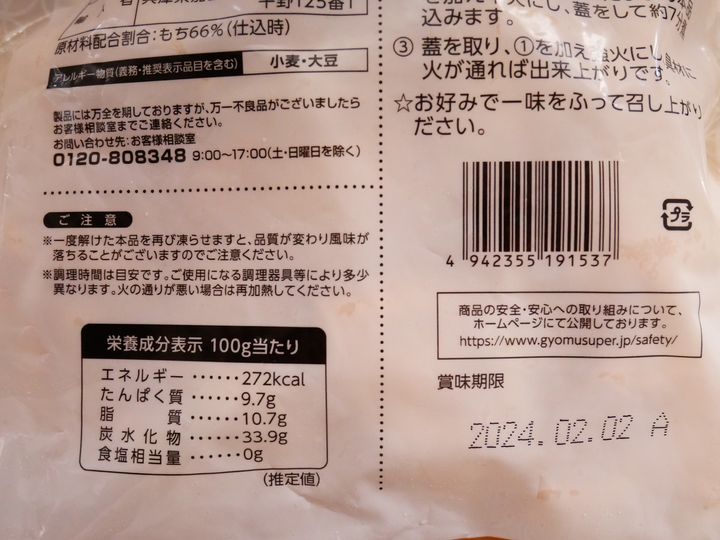 平野125番1
原材料配合割合:もち66%(仕込時)
アレルギー物質(義務・推奨表示品目を含む) 小麦・大豆
製品には万全を期しておりますが、万一不良品がございましたら
お客様相談室までご連絡ください。
お問い合わせ先:お客様相談室
0120-808348 9:00~17:00(土・日曜日を除く)
ご注意
※一度解けた本品を再び凍らせますと、品質が変わり風味が
落ちることがございますのでご注意ください。
※調理時間は目安です。ご使用になる調理器具等により多少
異なります。火の通りが悪い場合は再加熱してください。
栄養成分表示 100g当たり
エネルギー・・・・・・272kcal
たんぱく質・・・・・・9.7g
脂質・・・・・・10.7g
炭水化物・・・・・・33.9g
食塩相当量・・・・・0g
(推定値)
込みます。
③ 蓋を取り、①を加え強火にし、具材に
火が通れば出来上がりです。
☆お好みで一味をふって召し上がり
ください。
4 942355 191537
プラ
商品の安全・安心への取り組みについて、
ホームページにて公開しております。
https://www.gyomusuper.jp/safety/
賞味期限
2024.02.02 A